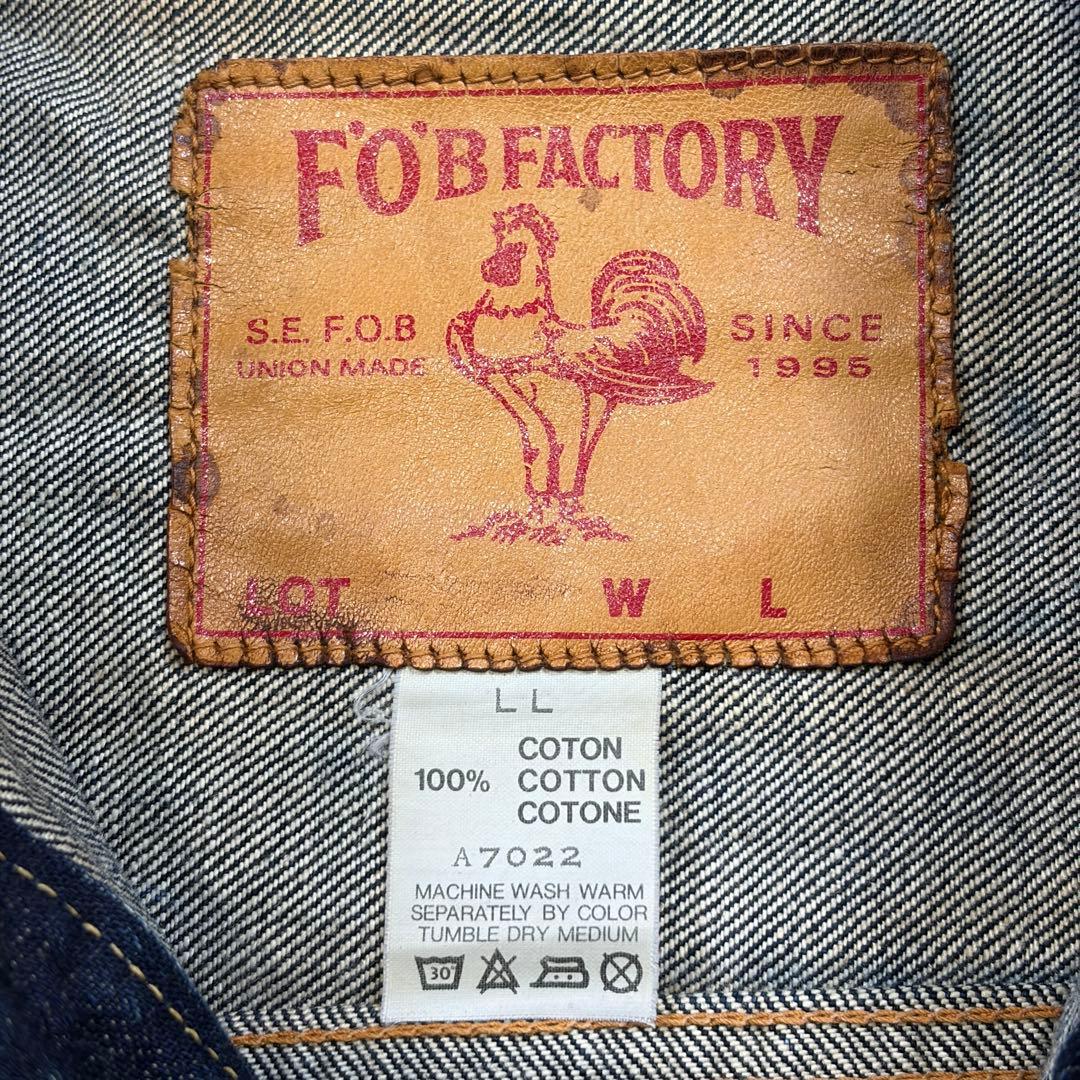 F'O'B FACTORY
S.E. F.O.B
UNION MADE
SINCE
1995
LOT W L
LL
COTON
100% COTTON
COTONE
A7022
MACHINE WASH WARM
SEPARATELY BY COLOR
TUMBLE DRY MEDIUM
30